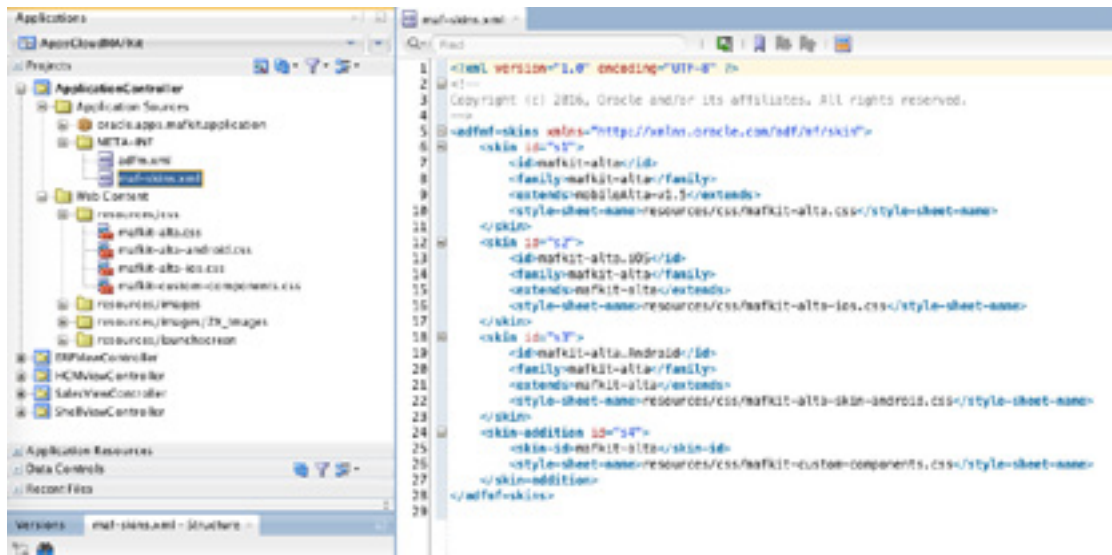 Applications
AppsCloudMAFKit
Projects
ApplicationController
Application Sources
oracle.apps.mafkit.application
META-INF
adfm.xml
maf-skins.xml
Web Content
resources/css
mafkit-alta.css
mafkit-alta-android.css
mafkit-alta-ios.css
mafkit-custom-components.css
resources/images
resources/images/2X_Images
resources/launchscreen
ERPViewController
HCMViewController
SalesViewController
ShellViewController
Application Resources
Data Controls
Recent Files
Versions
maf-skins.xml - Structure
maf-skins.xml
Find
1 <?xml version="1.0" encoding="UTF-8" ?>
2 <!--
3 Copyright (c) 2016, Oracle and/or its affiliates. All rights reserved.
4 -->
5 <adfmf-skins xmlns="http://xmlns.oracle.com/adf/mf/skin">
6 <skin id="s1">
7 <id>mafkit-alta</id>
8 <family>mafkit-alta</family>
9 <extends>mobileAlta-v1.5</extends>
10 <style-sheet-name>resources/css/mafkit-alta.css</style-sheet-name>
11 </skin>
12 <skin id="s2">
13 <id>mafkit-alta.iOS</id>
14 <family>mafkit-alta</family>
15 <extends>mafkit-alta</extends>
16 <style-sheet-name>resources/css/mafkit-alta-ios.css</style-sheet-name>
17 </skin>
18 <skin id="s3">
19 <id>mafkit-alta.Android</id>
20 <family>mafkit-alta</family>
21 <extends>mafkit-alta</extends>
22 <style-sheet-name>resources/css/mafkit-alta-skin-android.css</style-sheet-name>
23 </skin>
24 <skin-addition id="s4">
25 <skin-id>mafkit-alta</skin-id>
26 <style-sheet-name>resources/css/mafkit-custom-components.css</style-sheet-name>
27 </skin-addition>
28 </adfmf-skins>
29